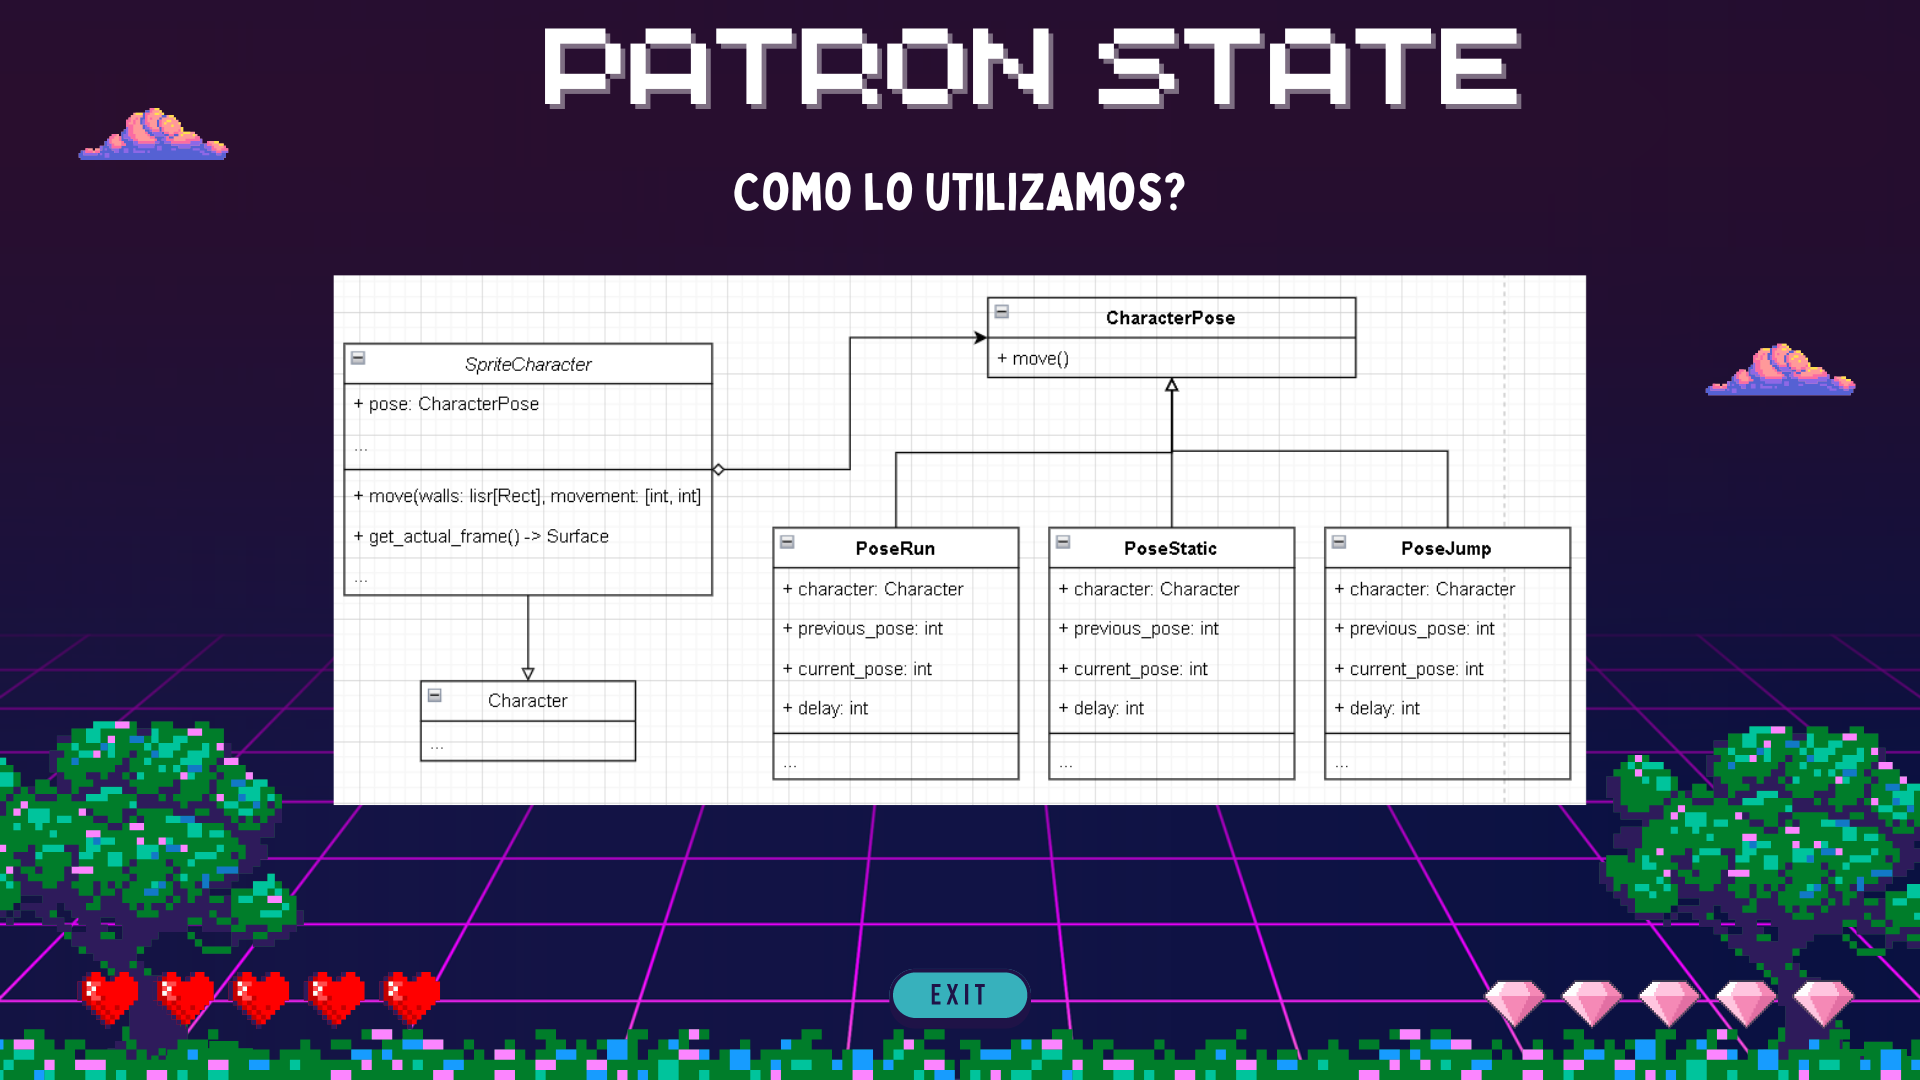 PATRON STATE
COMO LO UTILIZAMOS?
SpriteCharacter
+ pose: CharacterPose
...
+ move(walls: lisr[Rect], movement: [int, int]
+ get_actual_frame() -> Surface
...
Character
...
CharacterPose
+ move()
PoseRun
+ character: Character
+ previous_pose: int
+ current_pose: int
+ delay: int
...
PoseStatic
+ character: Character
+ previous_pose: int
+ current_pose: int
+ delay: int
...
PoseJump
+ character: Character
+ previous_pose: int
+ current_pose: int
+ delay: int
...
EXIT